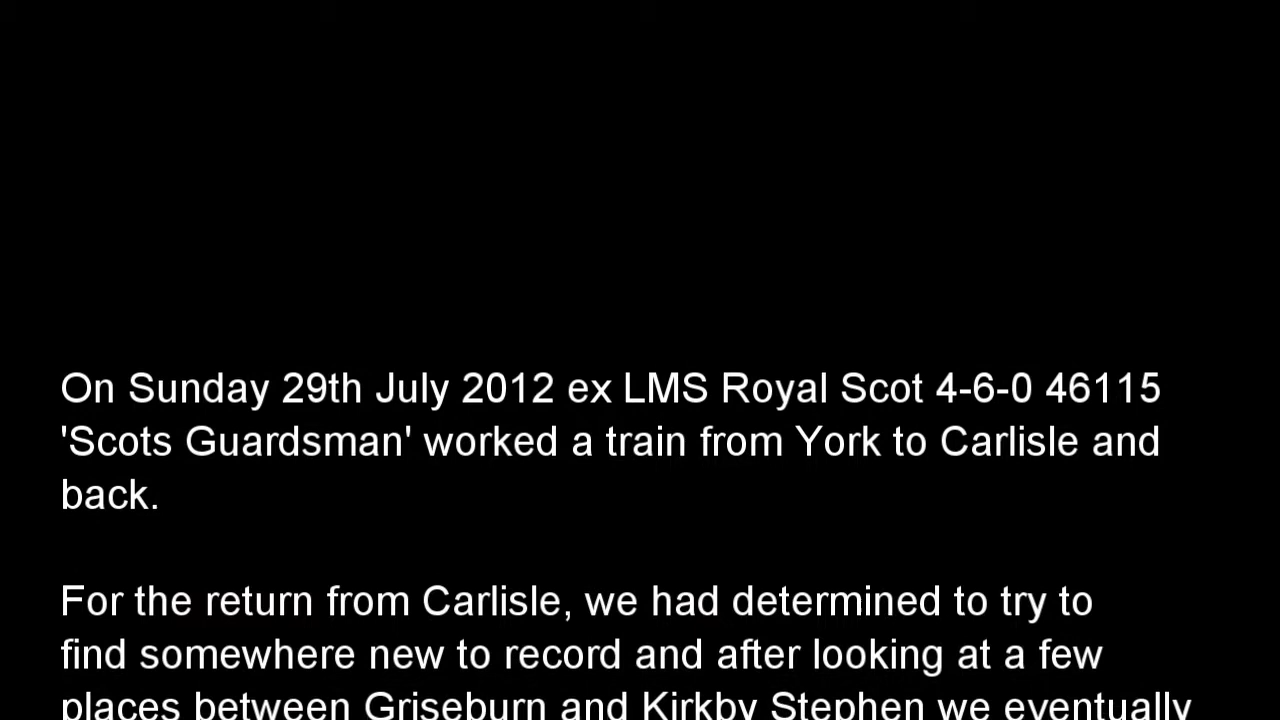 On Sunday 29th July 2012 ex LMS Royal Scot 4-6-0 46115
'Scots Guardsman' worked a train from York to Carlisle and
back.
For the return from Carlisle, we had determined to try to
find somewhere new to record and after looking at a few
places between Griseburn and Kirkby Stephen we eventually